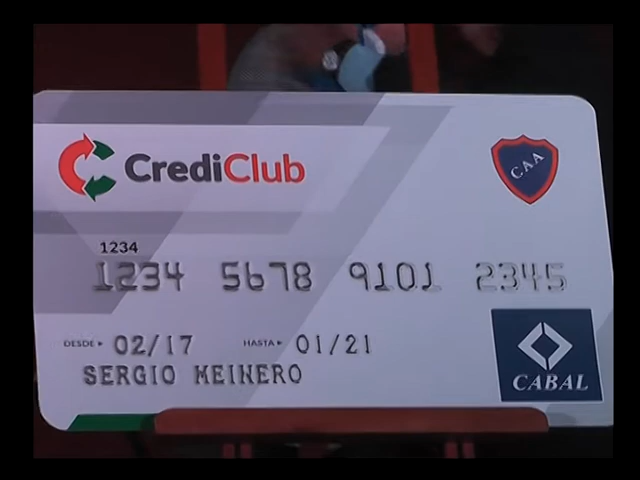 CrediClub
CAA
1234
1234 5678 9101 2345
DESDE ▸ 02/17 HASTA ▸ 01/21
SERGIO MEINERO
CABAL